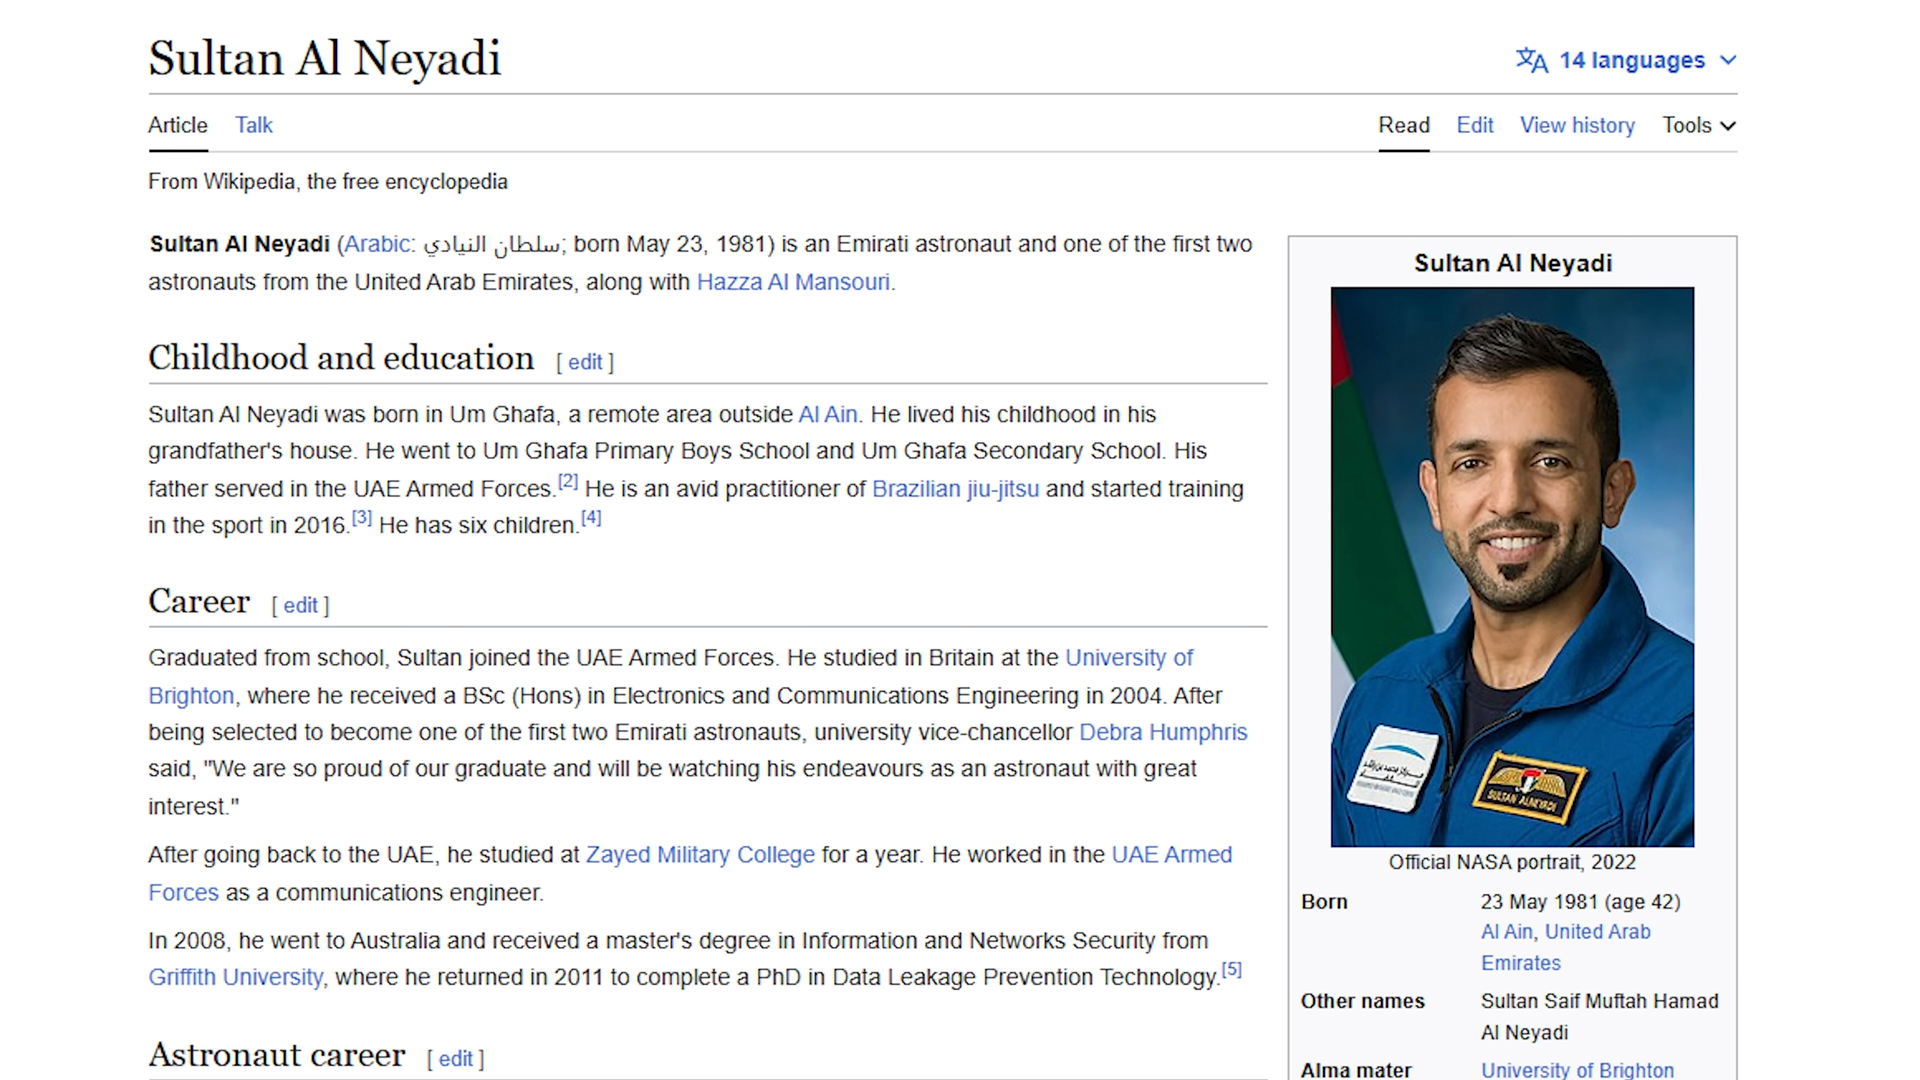 Sultan Al Neyadi
14 languages
Article Talk
Read Edit View history Tools
From Wikipedia, the free encyclopedia
Sultan Al Neyadi (Arabic: سلطان النيادي; born May 23, 1981) is an Emirati astronaut and one of the first two
astronauts from the United Arab Emirates, along with Hazza Al Mansouri.
Childhood and education [ edit ]
Sultan Al Neyadi was born in Um Ghafa, a remote area outside Al Ain. He lived his childhood in his
grandfather's house. He went to Um Ghafa Primary Boys School and Um Ghafa Secondary School. His
father served in the UAE Armed Forces.[2] He is an avid practitioner of Brazilian jiu-jitsu and started training
in the sport in 2016.[3] He has six children.[4]
Career [ edit ]
Graduated from school, Sultan joined the UAE Armed Forces. He studied in Britain at the University of
Brighton, where he received a BSc (Hons) in Electronics and Communications Engineering in 2004. After
being selected to become one of the first two Emirati astronauts, university vice-chancellor Debra Humphris
said, "We are so proud of our graduate and will be watching his endeavours as an astronaut with great
interest."
After going back to the UAE, he studied at Zayed Military College for a year. He worked in the UAE Armed
Forces as a communications engineer.
In 2008, he went to Australia and received a master's degree in Information and Networks Security from
Griffith University, where he returned in 2011 to complete a PhD in Data Leakage Prevention Technology.[5]
Astronaut career [ edit ]
Sultan Al Neyadi
SULTAN ALNEYADI
Official NASA portrait, 2022
Born 23 May 1981 (age 42)
Al Ain, United Arab
Emirates
Other names Sultan Saif Muftah Hamad
Al Neyadi
Alma mater University of Brighton